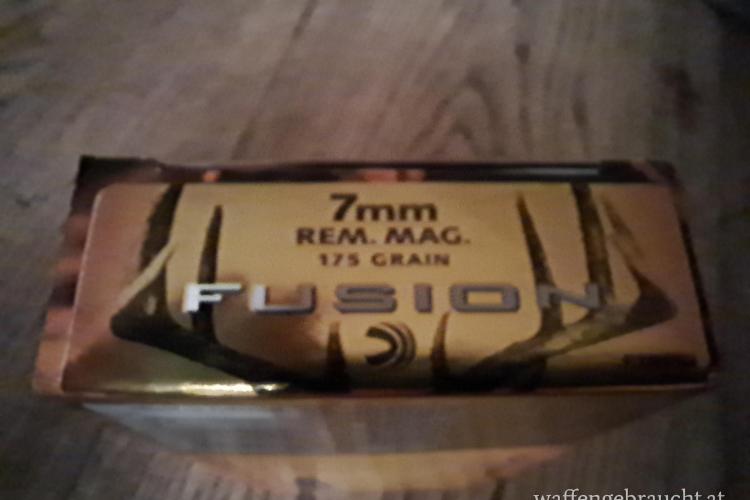 7mm
REM. MAG.
175 GRAIN
FUSION
waffengebraucht.at